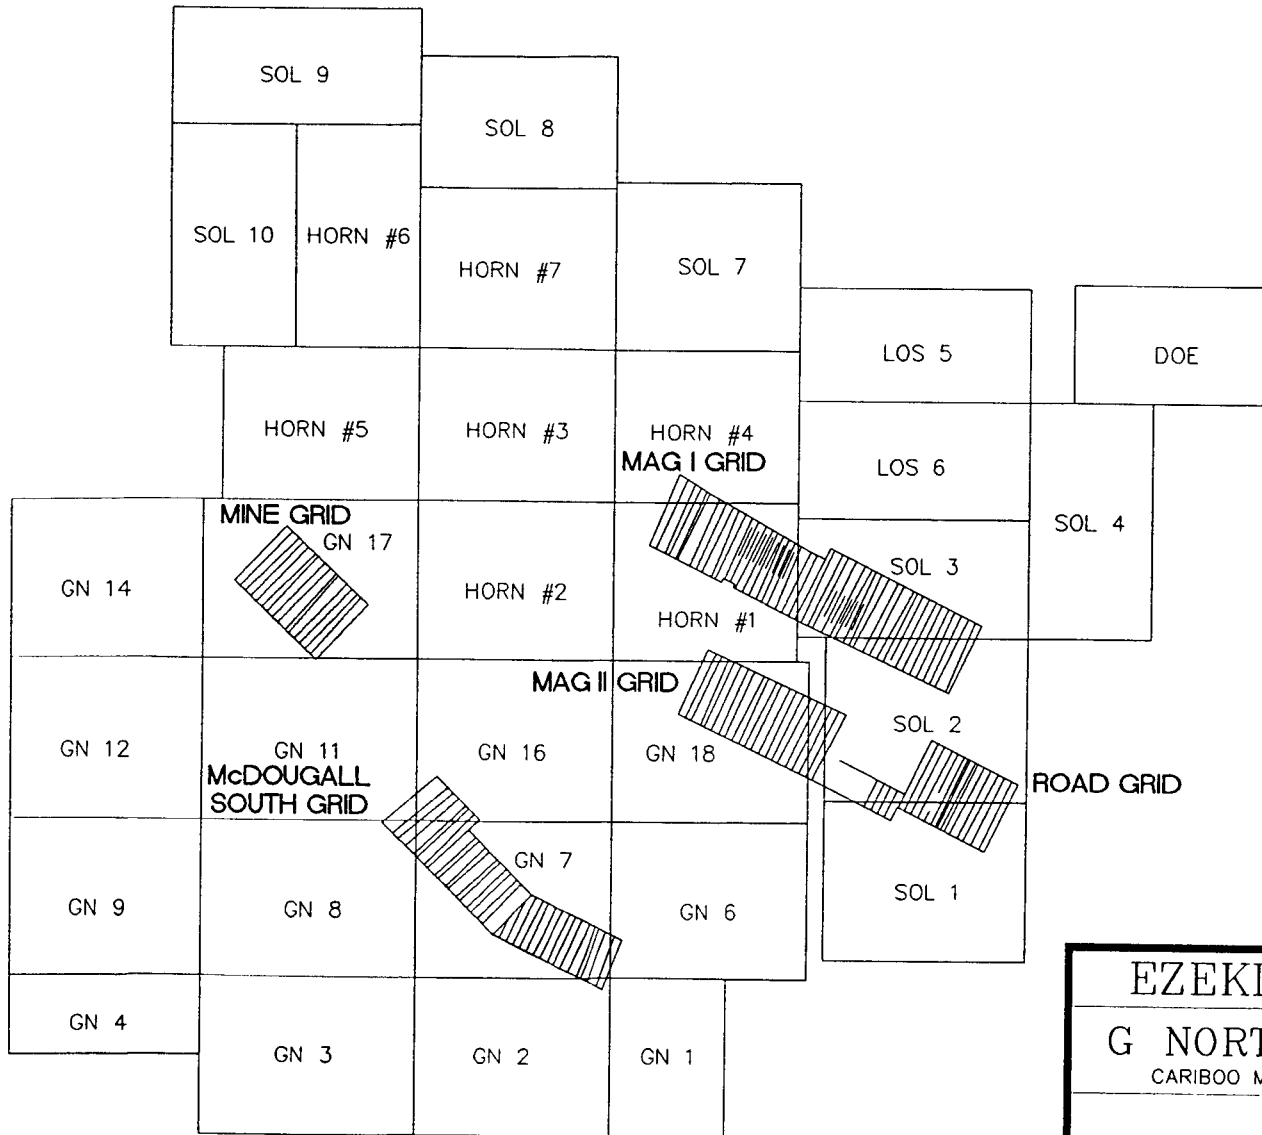 SOL 9
SOL 8
SOL 10
HORN #6
HORN #7
SOL 7
LOS 5
DOE
HORN #5
HORN #3
HORN #4
MAG I GRID
LOS 6
SOL 4
MINE GRID
GN 17
SOL 3
GN 14
HORN #2
HORN #1
MAG II GRID
SOL 2
GN 12
GN 11
GN 16
GN 18
McDOUGALL
SOUTH GRID
ROAD GRID
GN 7
SOL 1
GN 9
GN 8
GN 6
GN 4
GN 3
GN 2
GN 1
EZEKI
G NORT
CARIBOO M